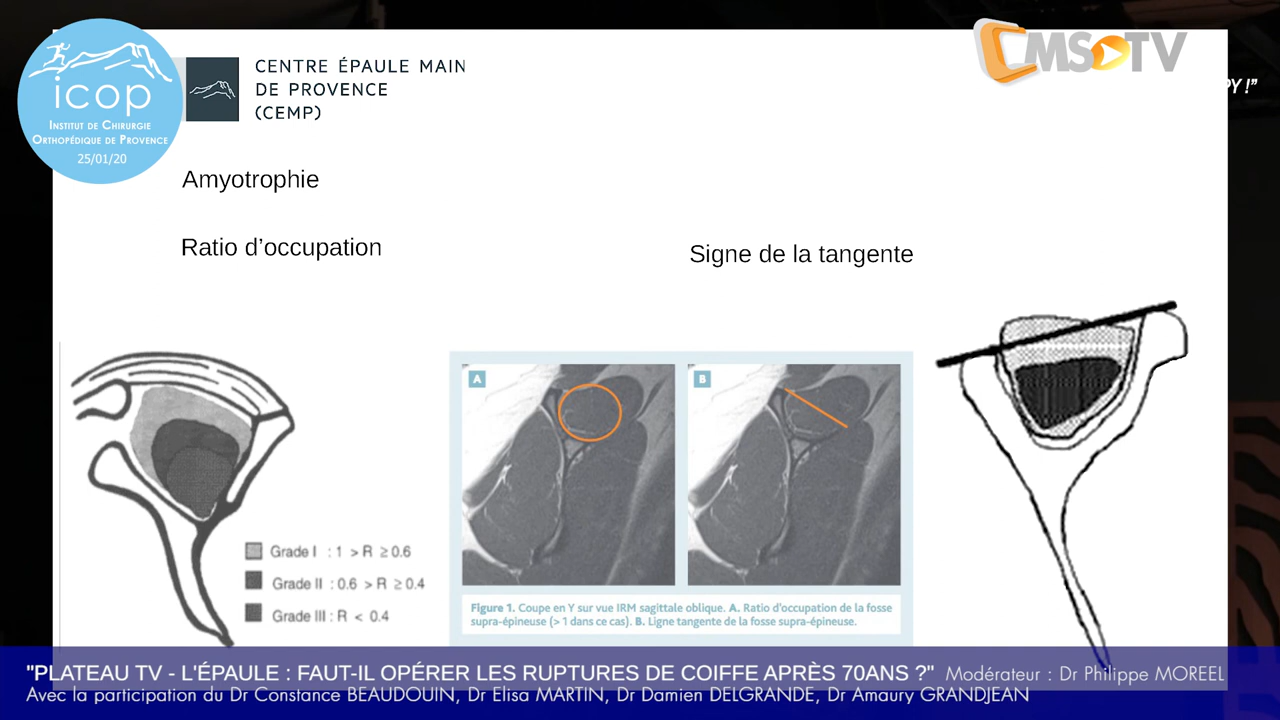 icop
INSTITUT DE CHIRURGIE
ORTHOPÉDIQUE DE PROVENCE
25/01/20
CENTRE ÉPAULE MAIN
DE PROVENCE
(CEMP)
CMS TV
PY !”
Amyotrophie
Ratio d’occupation
Signe de la tangente
Grade I : 1 > R ≥ 0.6
Grade II : 0.6 > R ≥ 0.4
Grade III : R < 0.4
A
B
Figure 1. Coupe en Y sur vue IRM sagittale oblique. A. Ratio d’occupation de la fosse
supra-épineuse (> 1 dans ce cas). B. Ligne tangente de la fosse supra-épineuse.
"PLATEAU TV - L'ÉPAULE : FAUT-IL OPÉRER LES RUPTURES DE COIFFE APRÈS 70ANS ?" Modérateur : Dr Philippe MOREEL
Avec la participation du Dr Constance BEAUDOUIN, Dr Elisa MARTIN, Dr Damien DELGRANDE, Dr Amaury GRANDJEAN